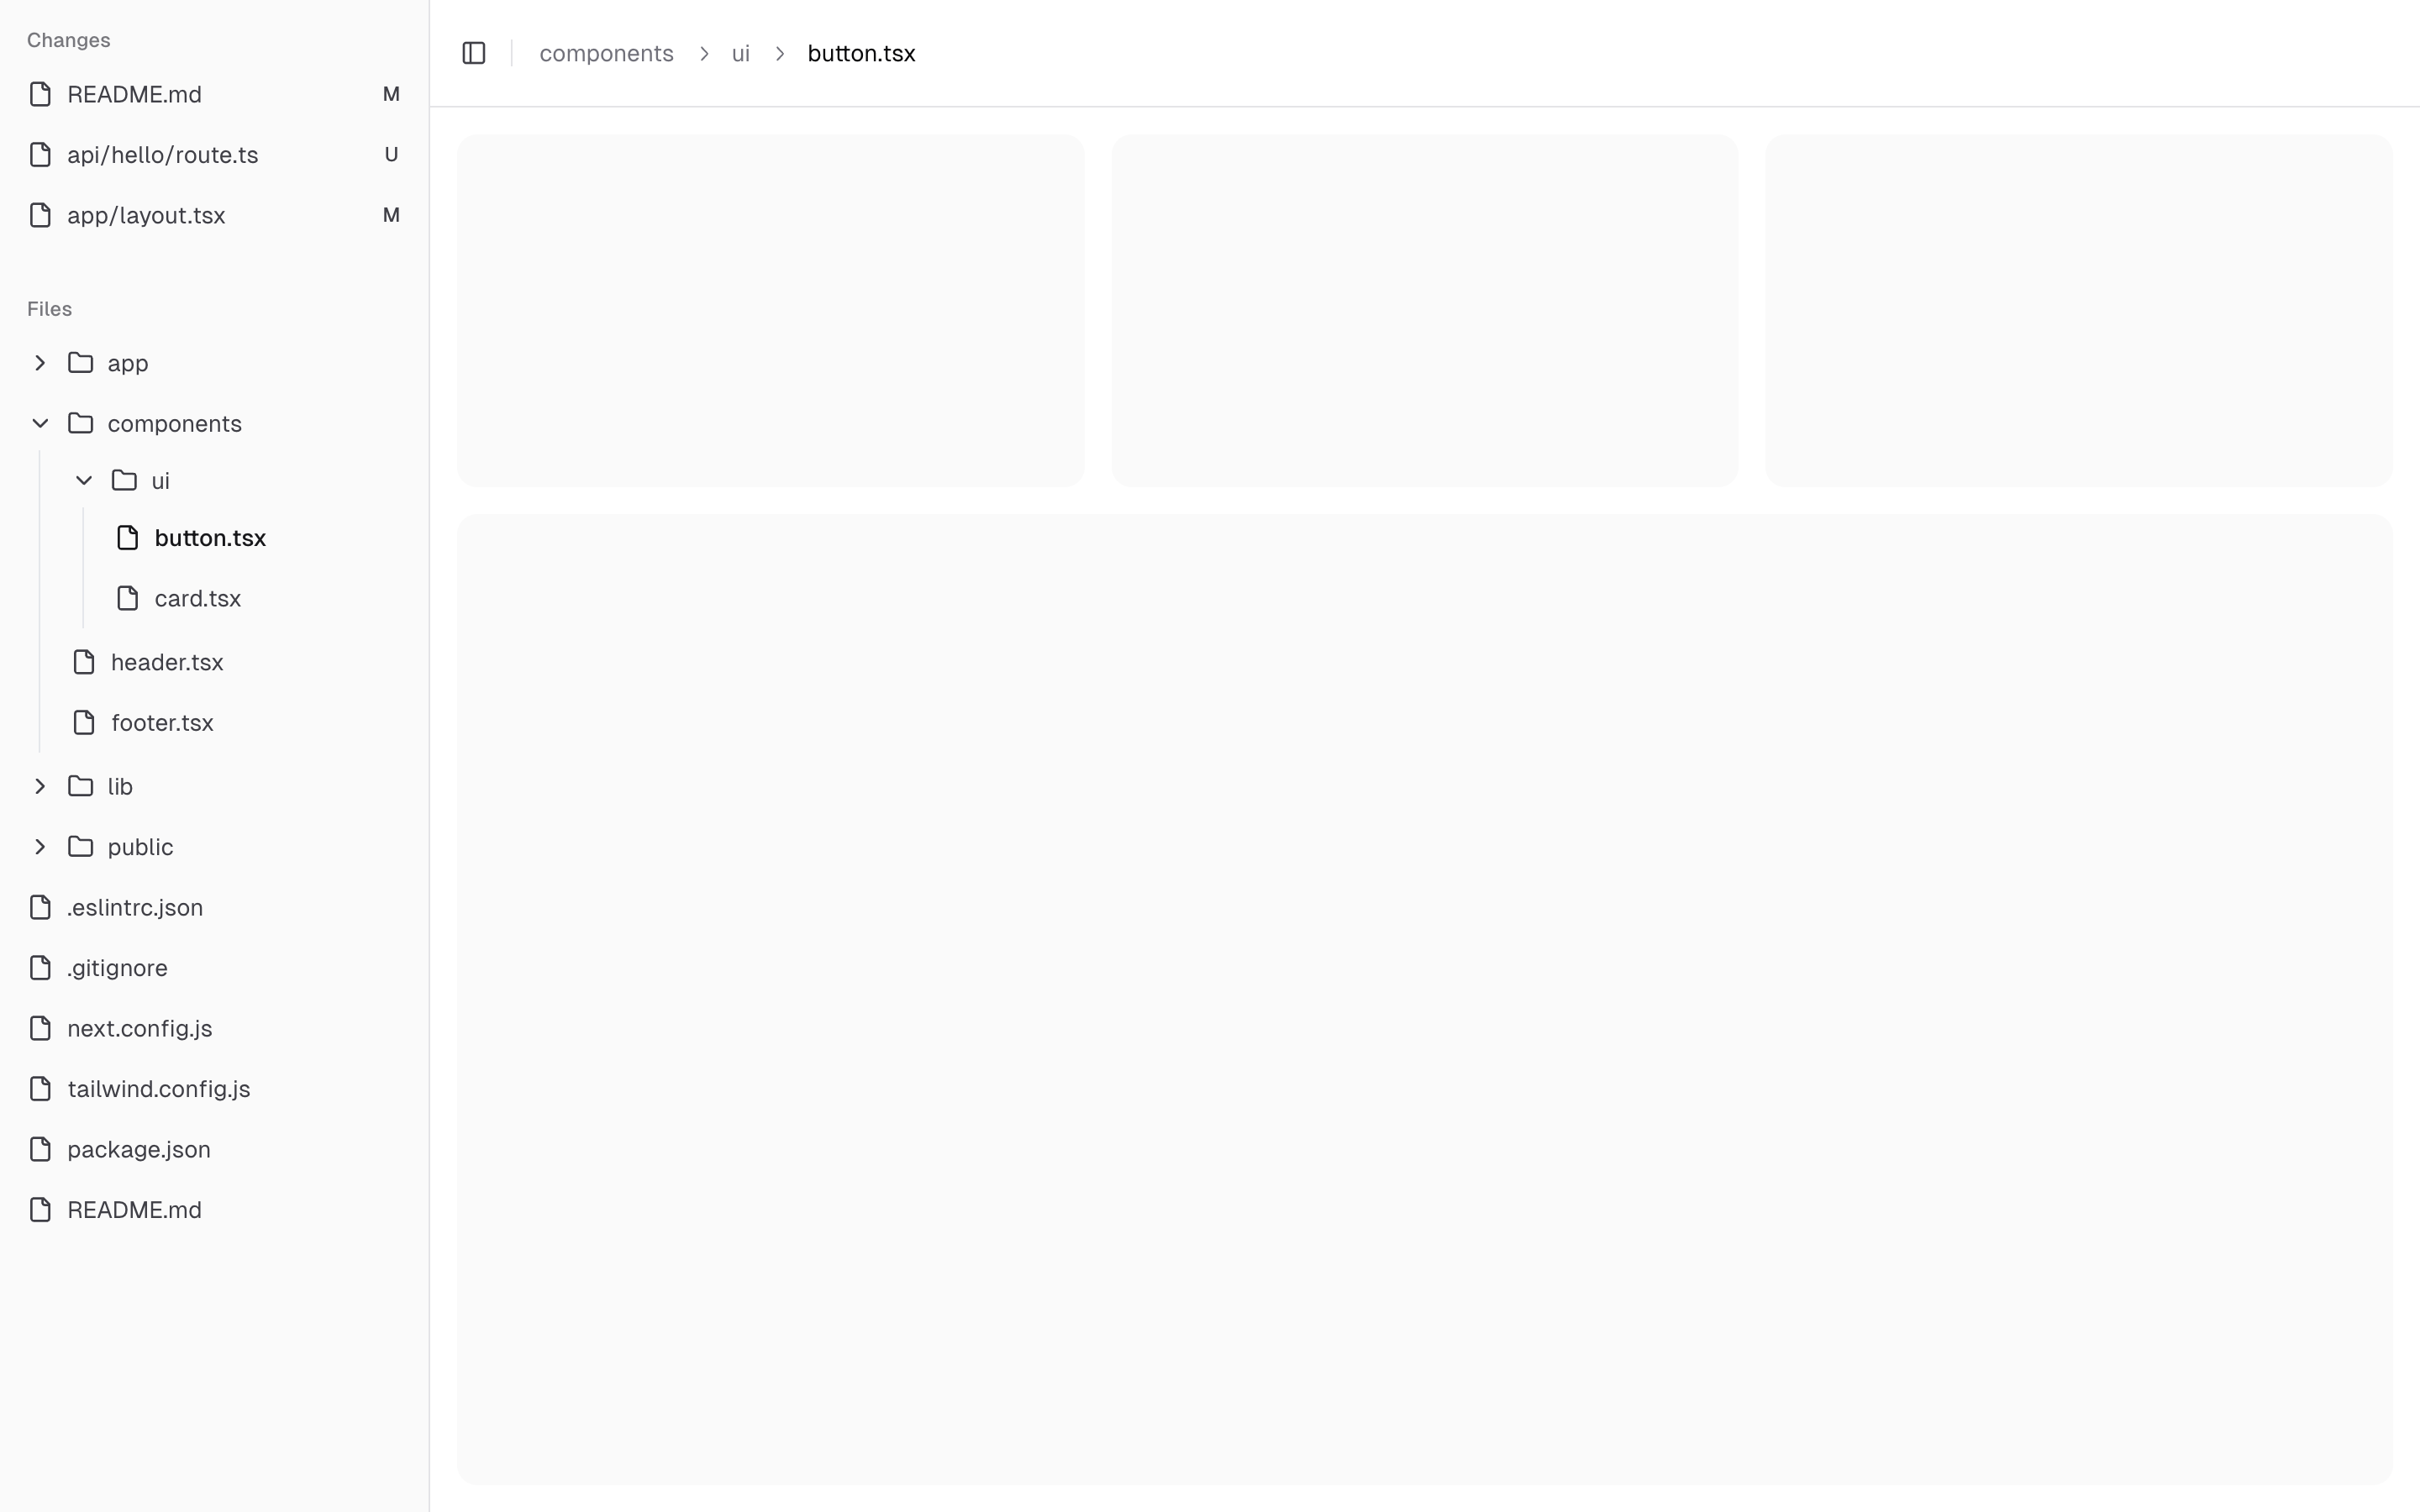 Changes
README.md M
api/hello/route.ts U
app/layout.tsx M
Files
app
components
ui
button.tsx
card.tsx
header.tsx
footer.tsx
lib
public
.eslintrc.json
.gitignore
next.config.js
tailwind.config.js
package.json
README.md
components ui button.tsx